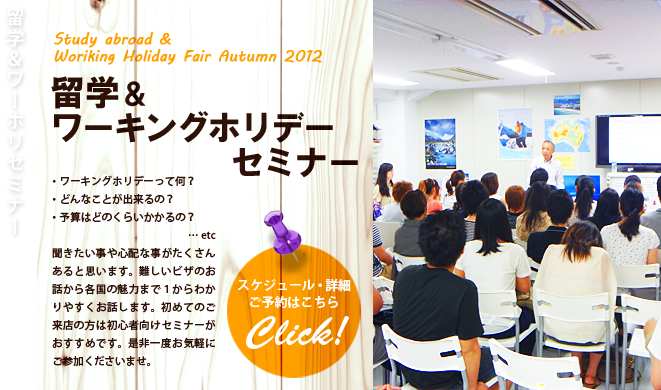 留学&ワーホリセミナー
Study abroad &
Woriking Holiday Fair Autumn 2012
留学&
ワーキングホリデー
セミナー
・ワーキングホリデーって何？
・どんなことが出来るの？
・予算はどのくらいかかるの？
… etc
聞きたい事や心配な事がたくさん
あると思います。難しいビザのお
話から各国の魅力まで１からわか
りやすくお話します。初めてのご
来店の方は初心者向けセミナーが
おすすめです。是非一度お気軽に
ご参加くださいませ。
スケジュール・詳細
ご予約はこちら
Click!